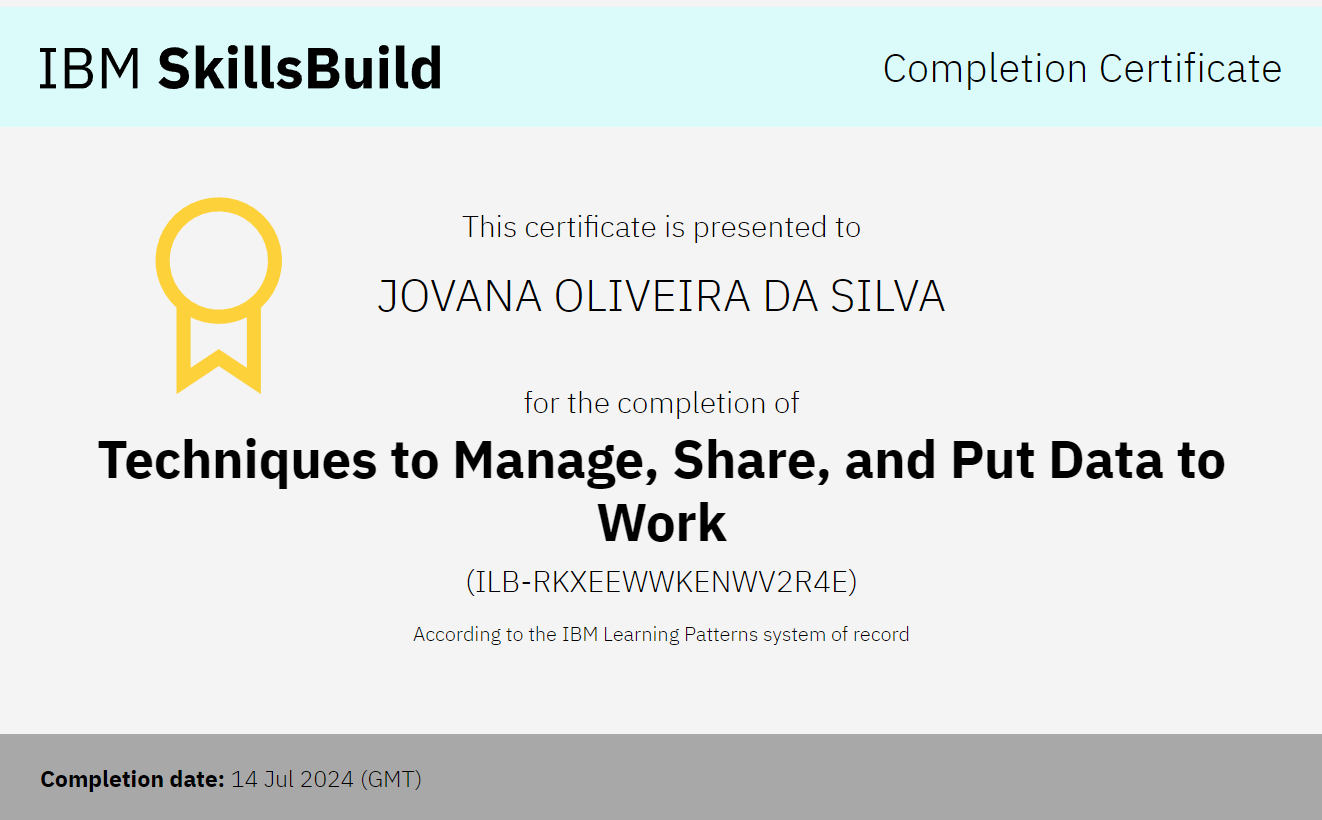 IBM SkillsBuild
Completion Certificate
This certificate is presented to
JOVANA OLIVEIRA DA SILVA
for the completion of
Techniques to Manage, Share, and Put Data to
Work
(ILB-RKXEEWWKENWV2R4E)
According to the IBM Learning Patterns system of record
Completion date: 14 Jul 2024 (GMT)